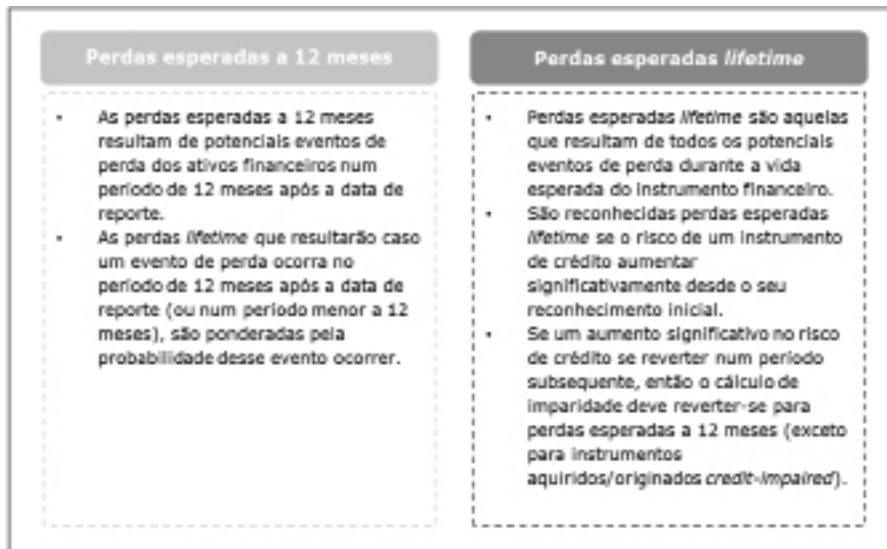 Perdas esperadas a 12 meses
• As perdas esperadas a 12 meses
resultam de potenciais eventos de
perda dos ativos financeiros num
período de 12 meses após a data de
reporte.
• As perdas lifetime que resultarão caso
um evento de perda ocorra no
período de 12 meses após a data de
reporte (ou num período menor a 12
meses), são ponderadas pela
probabilidade desse evento ocorrer.
Perdas esperadas lifetime
• Perdas esperadas lifetime são aquelas
que resultam de todos os potenciais
eventos de perda durante a vida
esperada do instrumento financeiro.
• São reconhecidas perdas esperadas
lifetime se o risco de um instrumento
de crédito aumentar
significativamente desde o seu
reconhecimento inicial.
• Se um aumento significativo no risco
de crédito se reverter num período
subsequente, então o cálculo de
imparidade deve reverter-se para
perdas esperadas a 12 meses (exceto
para instrumentos
aquiridos/originados credit-impaired).